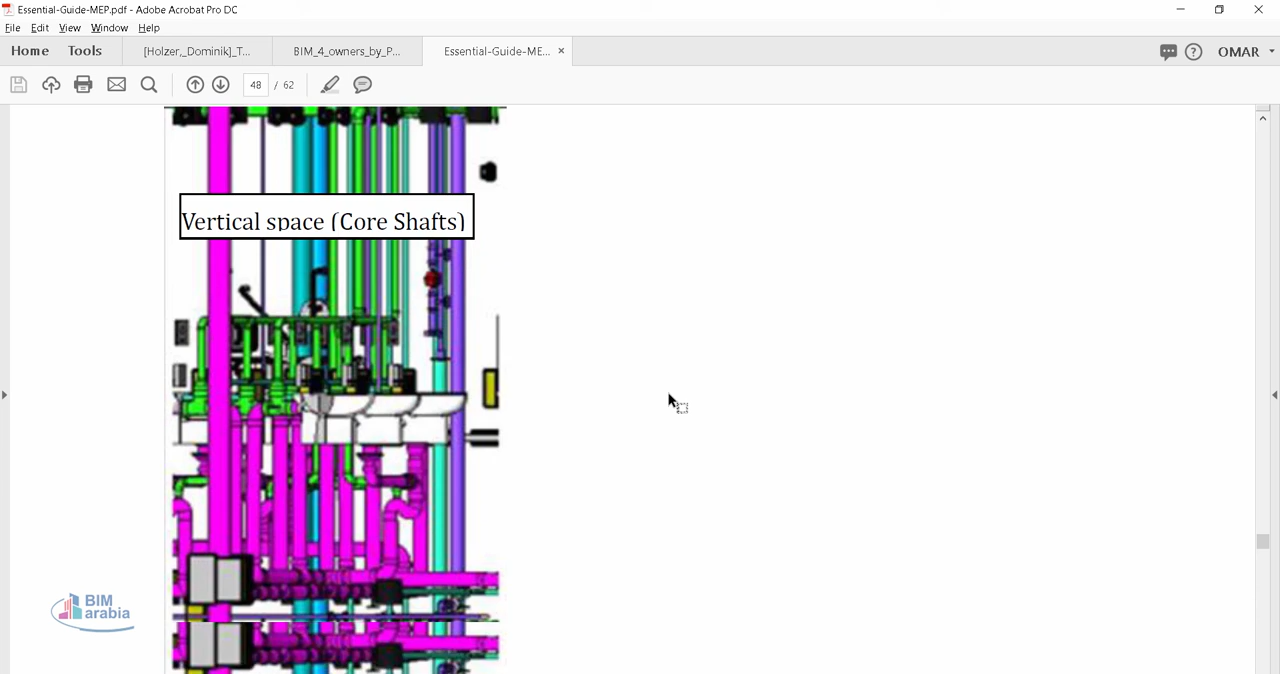 Essential-Guide-MEP.pdf - Adobe Acrobat Pro DC
File Edit View Window Help
Home Tools [Holzer,_Dominik]_T... BIM_4_owners_by_P... Essential-Guide-ME... ×
OMAR
48 / 62
Vertical space (Core Shafts)
BIM
arabia